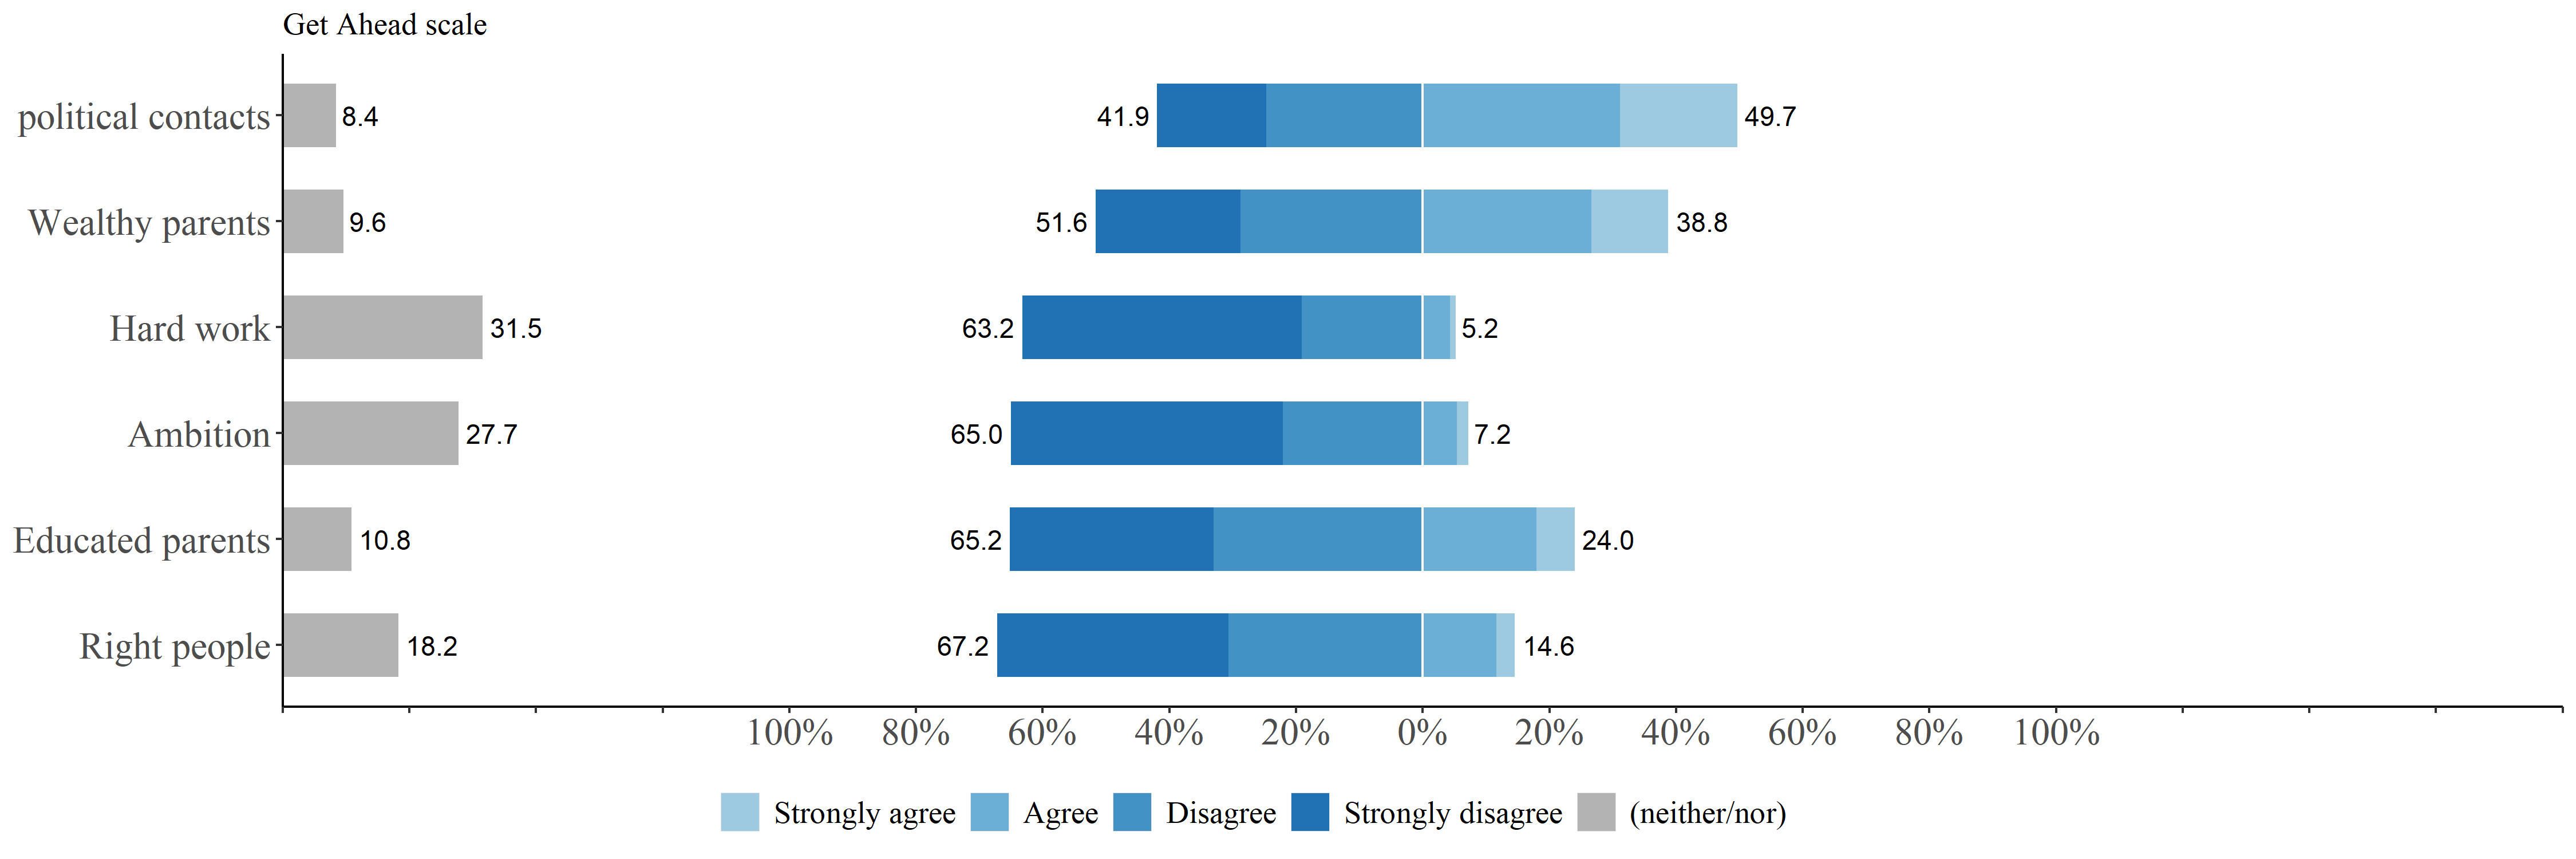 Get Ahead scale
political contacts 8.4 41.9 49.7
Wealthy parents 9.6 51.6 38.8
Hard work 31.5 63.2 5.2
Ambition 27.7 65.0 7.2
Educated parents 10.8 65.2 24.0
Right people 18.2 67.2 14.6
100% 80% 60% 40% 20% 0% 20% 40% 60% 80% 100%
Strongly agree Agree Disagree Strongly disagree (neither/nor)